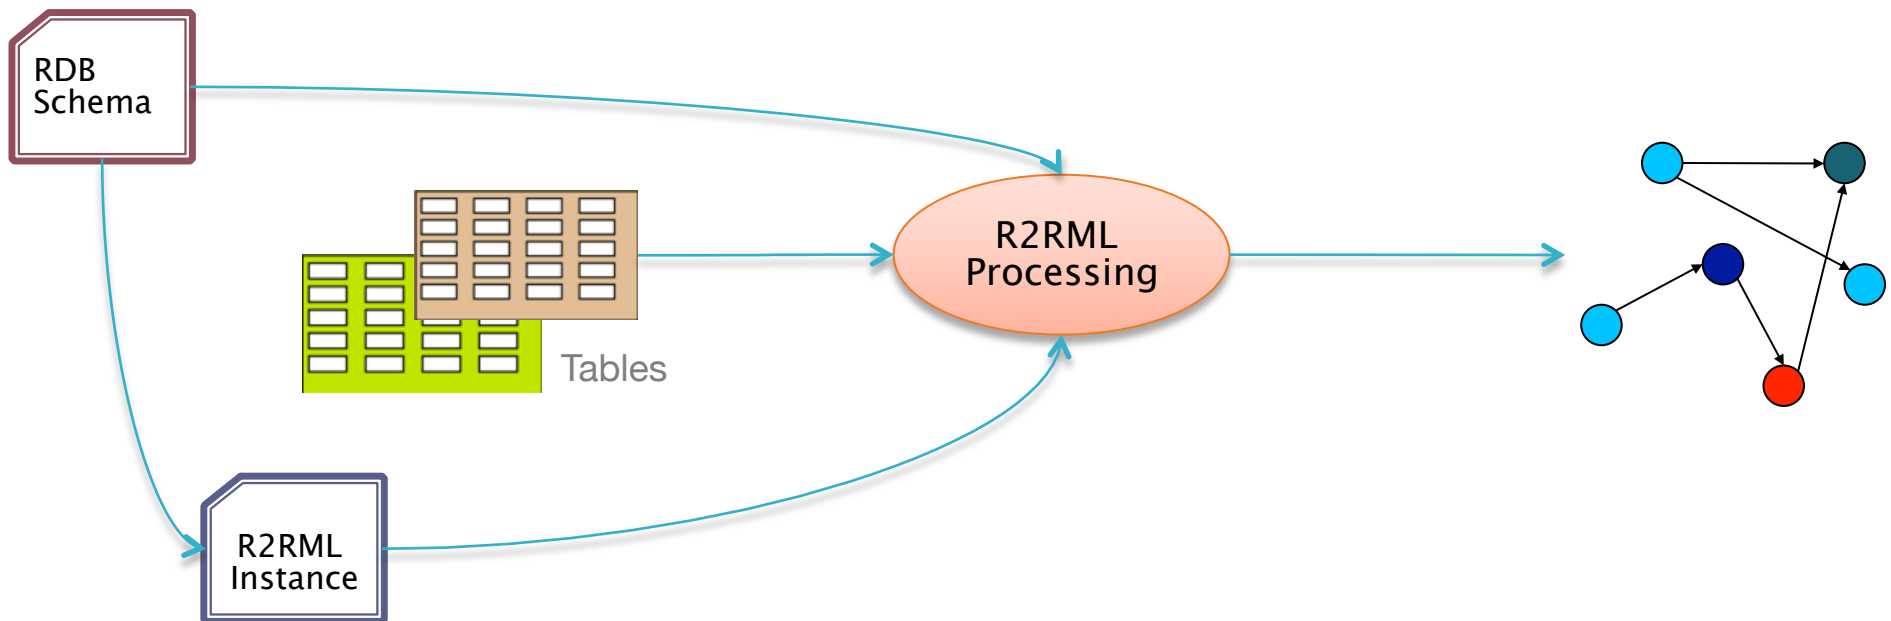 RDB
Schema
R2RML
Processing
Tables
R2RML
Instance